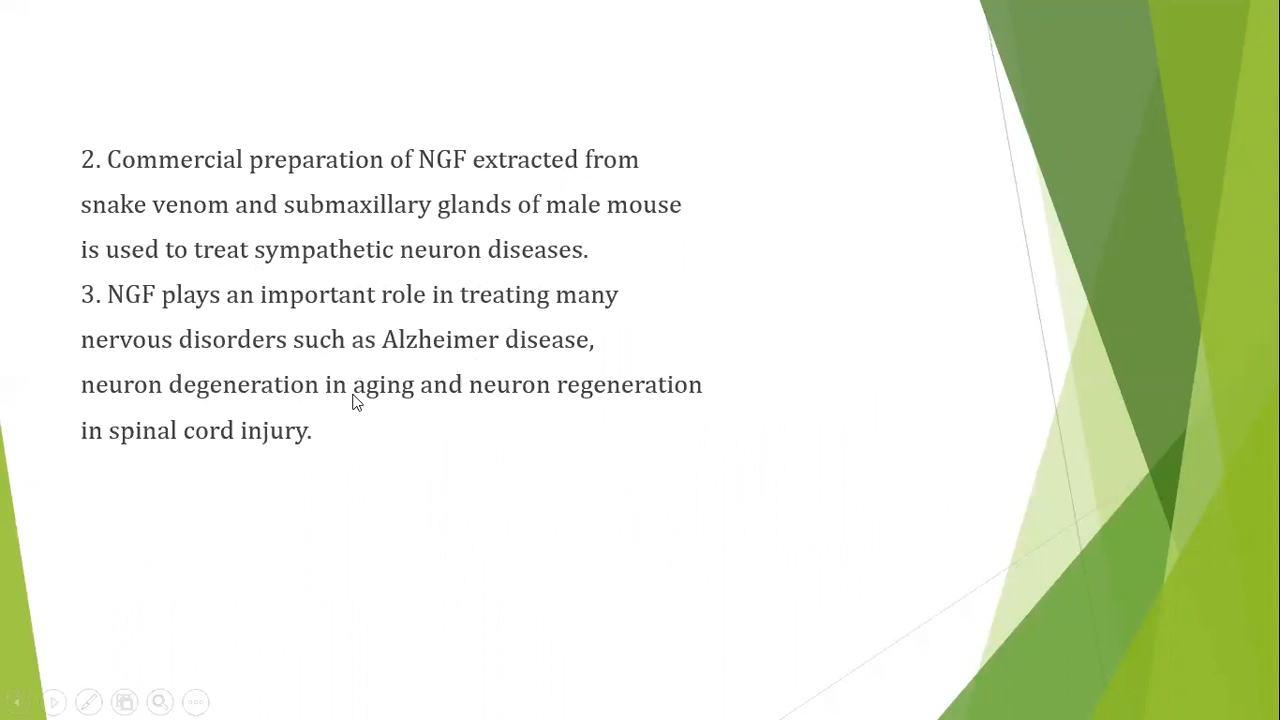 2. Commercial preparation of NGF extracted from
snake venom and submaxillary glands of male mouse
is used to treat sympathetic neuron diseases.
3. NGF plays an important role in treating many
nervous disorders such as Alzheimer disease,
neuron degeneration in aging and neuron regeneration
in spinal cord injury.